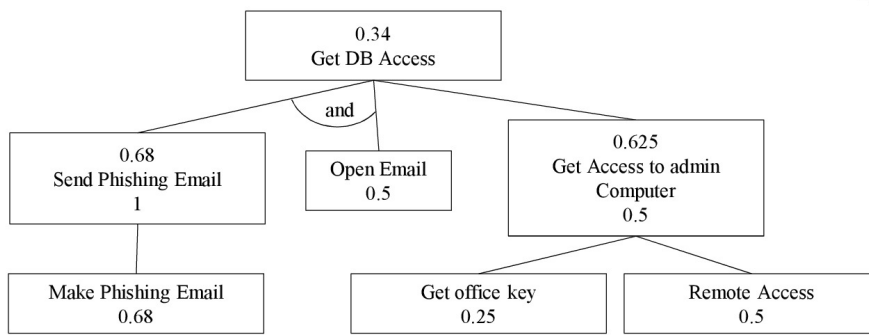 0.34
Get DB Access
and
0.68
Send Phishing Email
1
Open Email
0.5
0.625
Get Access to admin
Computer
0.5
Make Phishing Email
0.68
Get office key
0.25
Remote Access
0.5